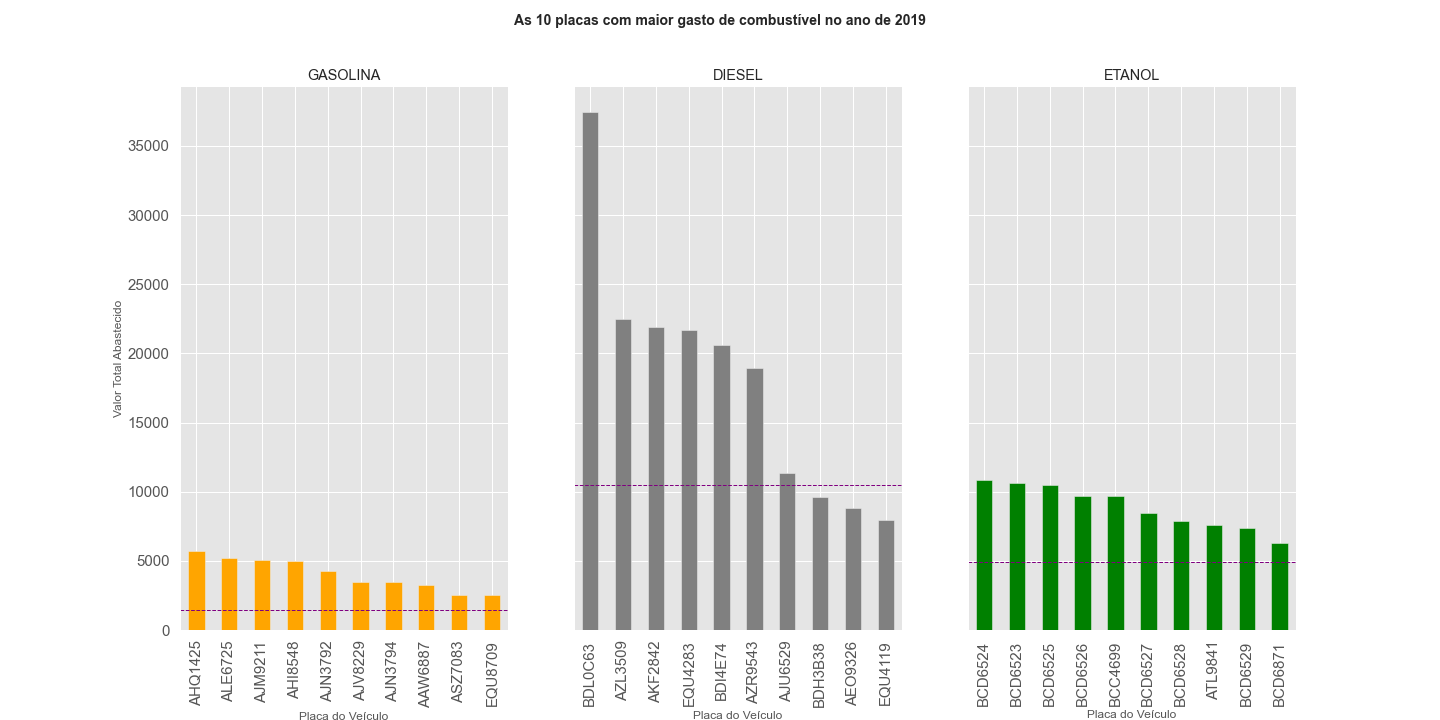 As 10 placas com maior gasto de combustível no ano de 2019
GASOLINA
DIESEL
ETANOL
Valor Total Abastecido
35000
30000
25000
20000
15000
10000
5000
0
AHQ1425
ALE6725
AJM9211
AHI8548
AJN3792
AJV8229
AJN3794
AAW6887
ASZ7083
EQU8709
Placa do Veículo
BDL0C63
AZL3509
AKF2842
EQU4283
BDI4E74
AZR9543
AJU6529
BDH3B38
AEO9326
EQU4119
Placa do Veículo
BCD6524
BCD6523
BCD6525
BCD6526
BCC4699
BCD6527
BCD6528
ATL9841
BCD6529
BCD6871
Placa do Veículo